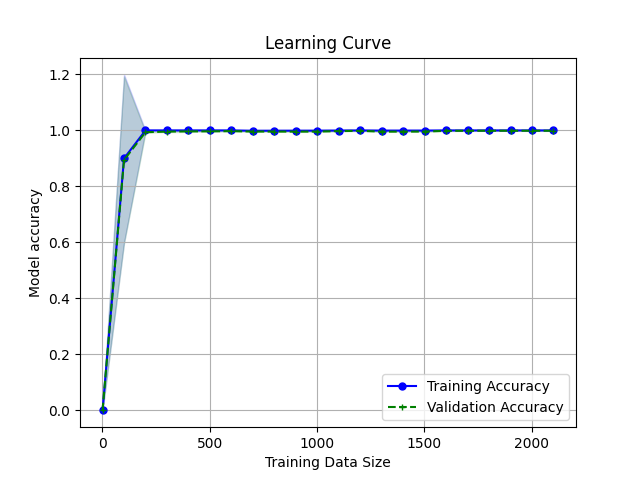 Learning Curve
Model accuracy
1.2
1.0
0.8
0.6
0.4
0.2
0.0
Training Accuracy
Validation Accuracy
0 500 1000 1500 2000
Training Data Size